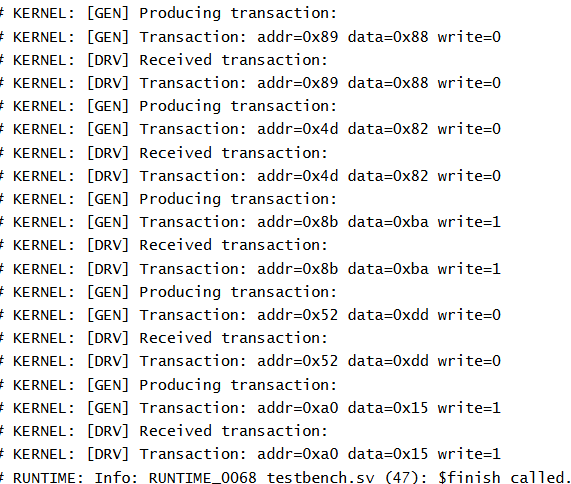 # KERNEL: [GEN] Producing transaction:
# KERNEL: [GEN] Transaction: addr=0x89 data=0x88 write=0
# KERNEL: [DRV] Received transaction:
# KERNEL: [DRV] Transaction: addr=0x89 data=0x88 write=0
# KERNEL: [GEN] Producing transaction:
# KERNEL: [GEN] Transaction: addr=0x4d data=0x82 write=0
# KERNEL: [DRV] Received transaction:
# KERNEL: [DRV] Transaction: addr=0x4d data=0x82 write=0
# KERNEL: [GEN] Producing transaction:
# KERNEL: [GEN] Transaction: addr=0x8b data=0xba write=1
# KERNEL: [DRV] Received transaction:
# KERNEL: [DRV] Transaction: addr=0x8b data=0xba write=1
# KERNEL: [GEN] Producing transaction:
# KERNEL: [GEN] Transaction: addr=0x52 data=0xdd write=0
# KERNEL: [DRV] Received transaction:
# KERNEL: [DRV] Transaction: addr=0x52 data=0xdd write=0
# KERNEL: [GEN] Producing transaction:
# KERNEL: [GEN] Transaction: addr=0xa0 data=0x15 write=1
# KERNEL: [DRV] Received transaction:
# KERNEL: [DRV] Transaction: addr=0xa0 data=0x15 write=1
# RUNTIME: Info: RUNTIME_0068 testbench.sv (47): $finish called.